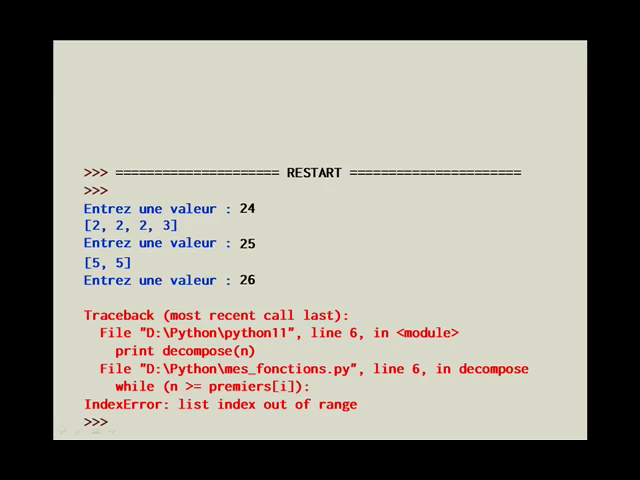 >>> ===================== RESTART ======================
>>>
Entrez une valeur : 24
[2, 2, 2, 3]
Entrez une valeur : 25
[5, 5]
Entrez une valeur : 26
Traceback (most recent call last):
  File "D:\Python\python11", line 6, in <module>
    print decompose(n)
  File "D:\Python\mes_fonctions.py", line 6, in decompose
    while (n >= premiers[i]):
IndexError: list index out of range
>>>